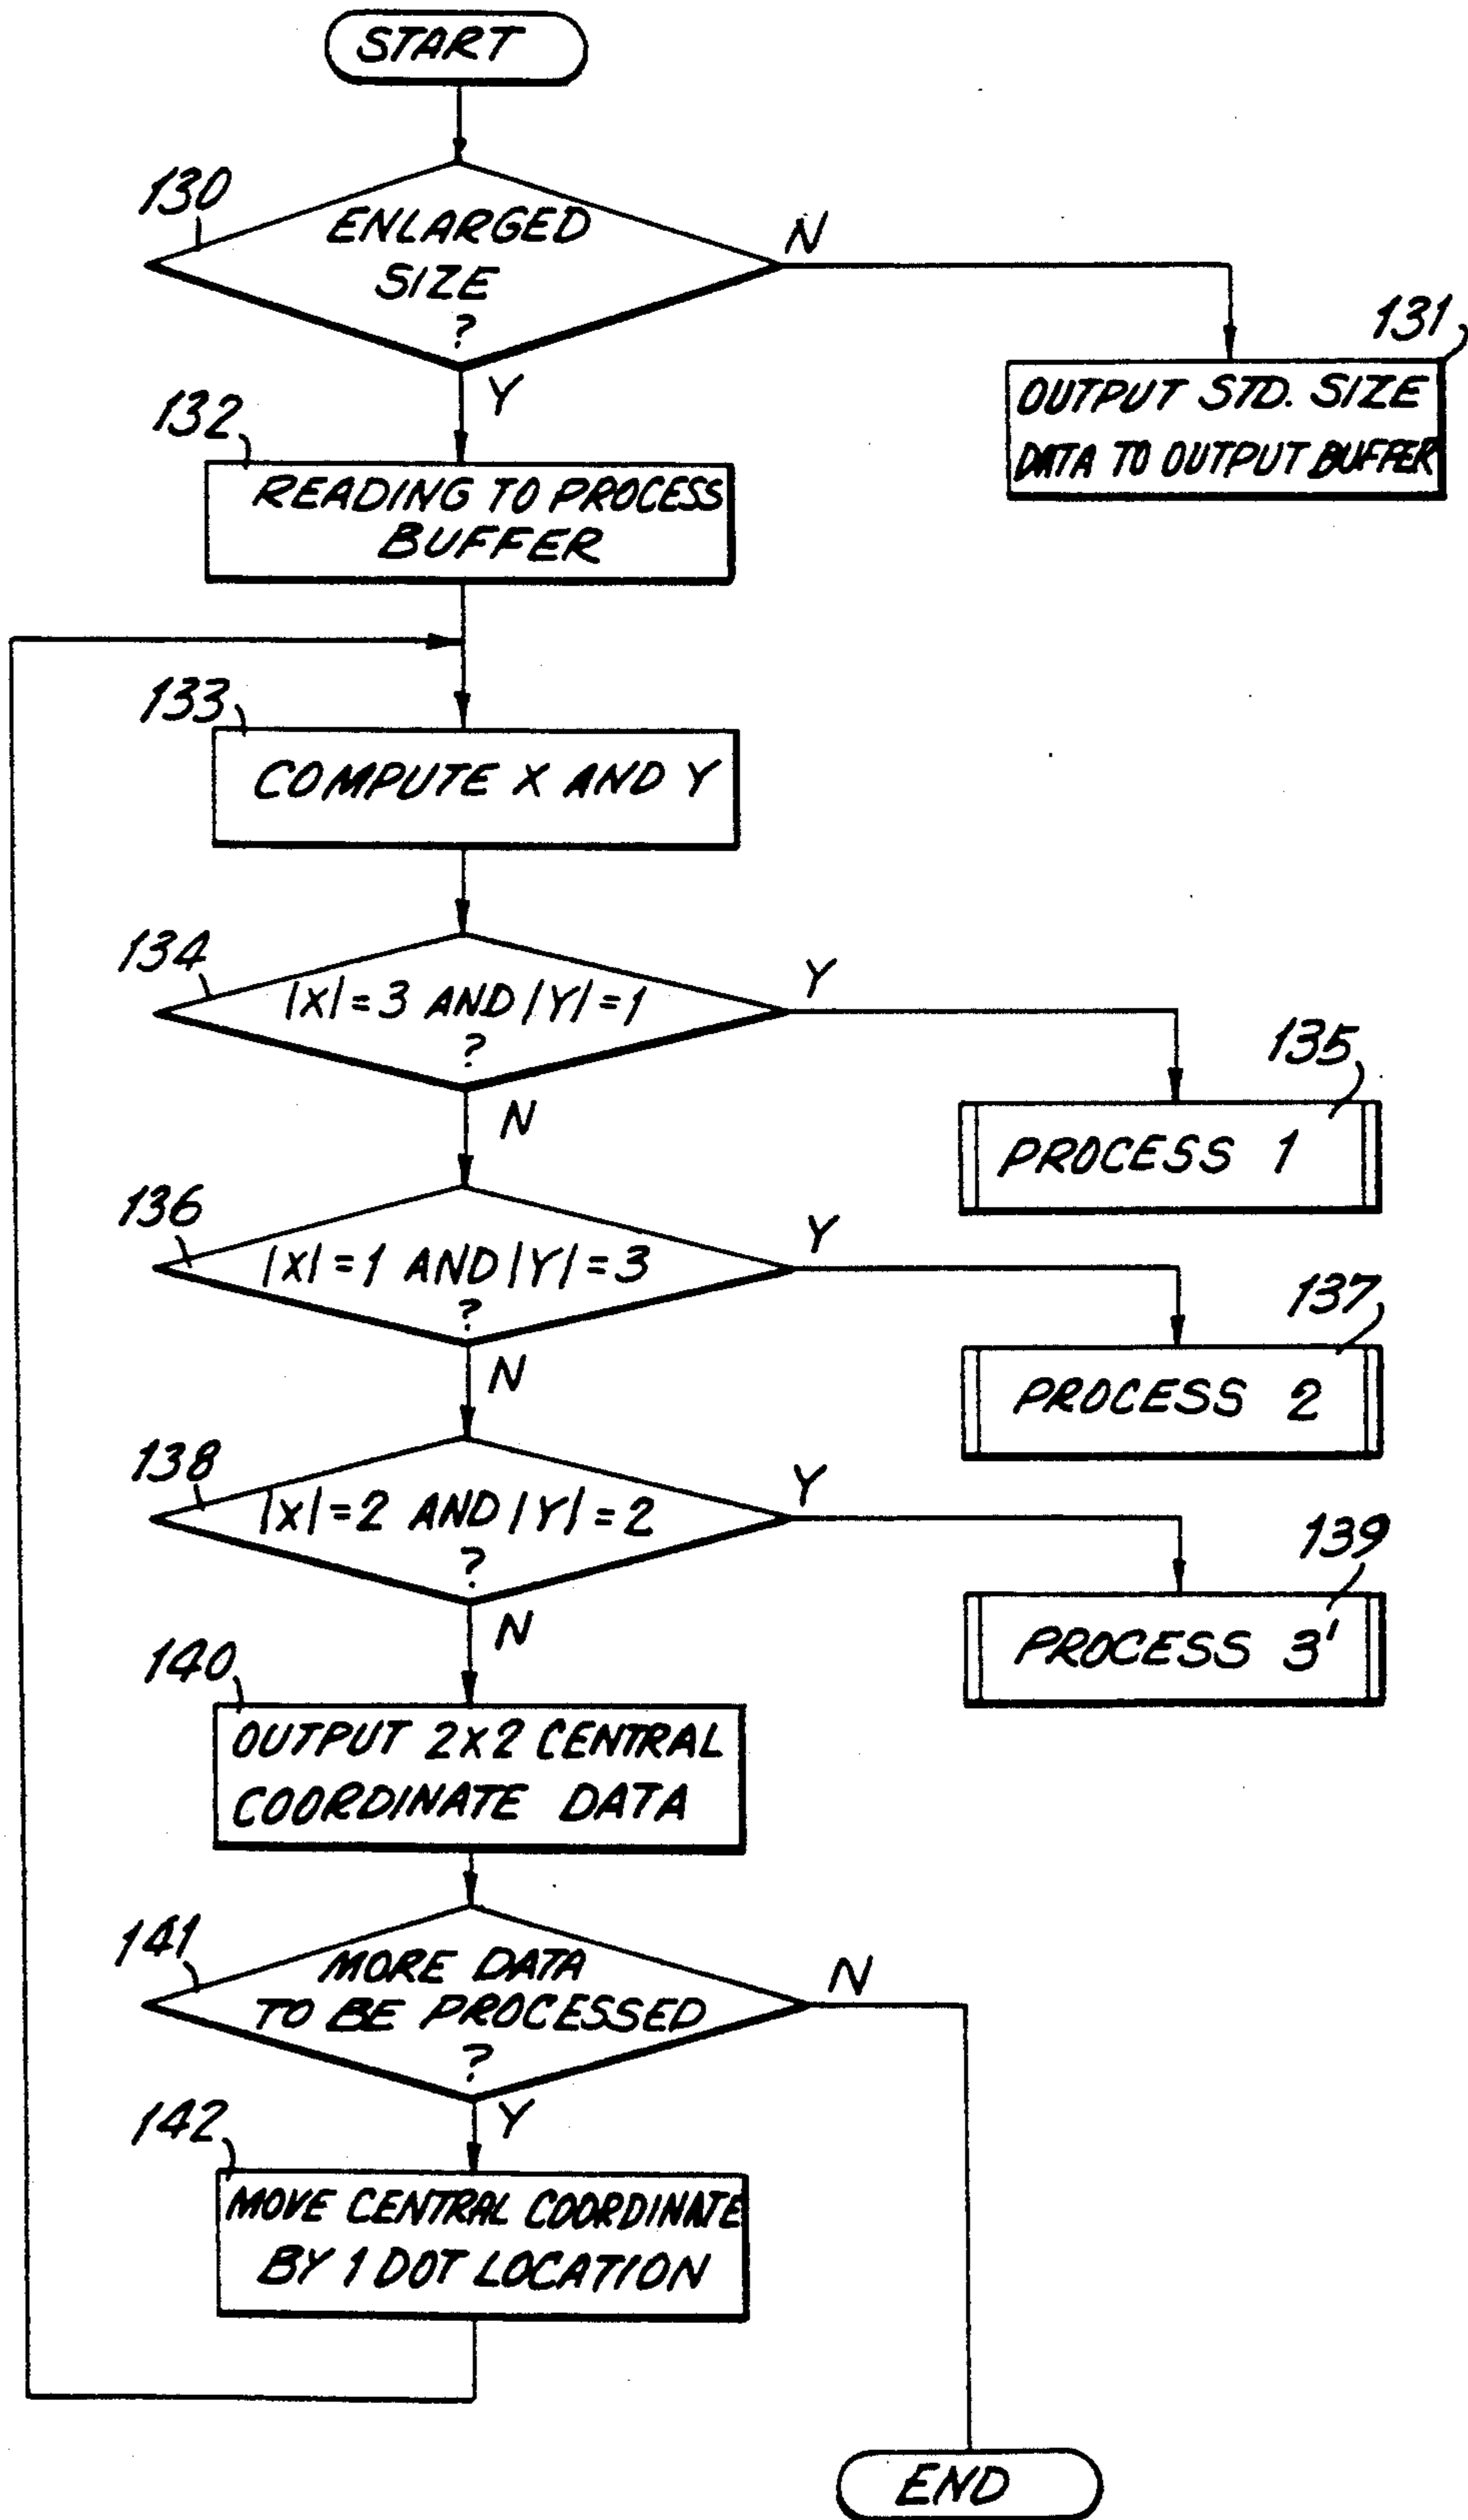 START
130
ENLARGED
SIZE
?
N
Y
131
OUTPUT STD. SIZE
DATA TO OUTPUT BUFFER
132
READING TO PROCESS
BUFFER
133
COMPUTE X AND Y
134
|X|=3 AND |Y|=1
?
Y
N
135
PROCESS 1
136
|X|=1 AND |Y|=3
?
Y
N
137
PROCESS 2
138
|X|=2 AND |Y|=2
?
Y
N
139
PROCESS 3'
140
OUTPUT 2X2 CENTRAL
COORDINATE DATA
141
MORE DATA
TO BE PROCESSED
?
N
Y
142
MOVE CENTRAL COORDINATE
BY 1 DOT LOCATION
END